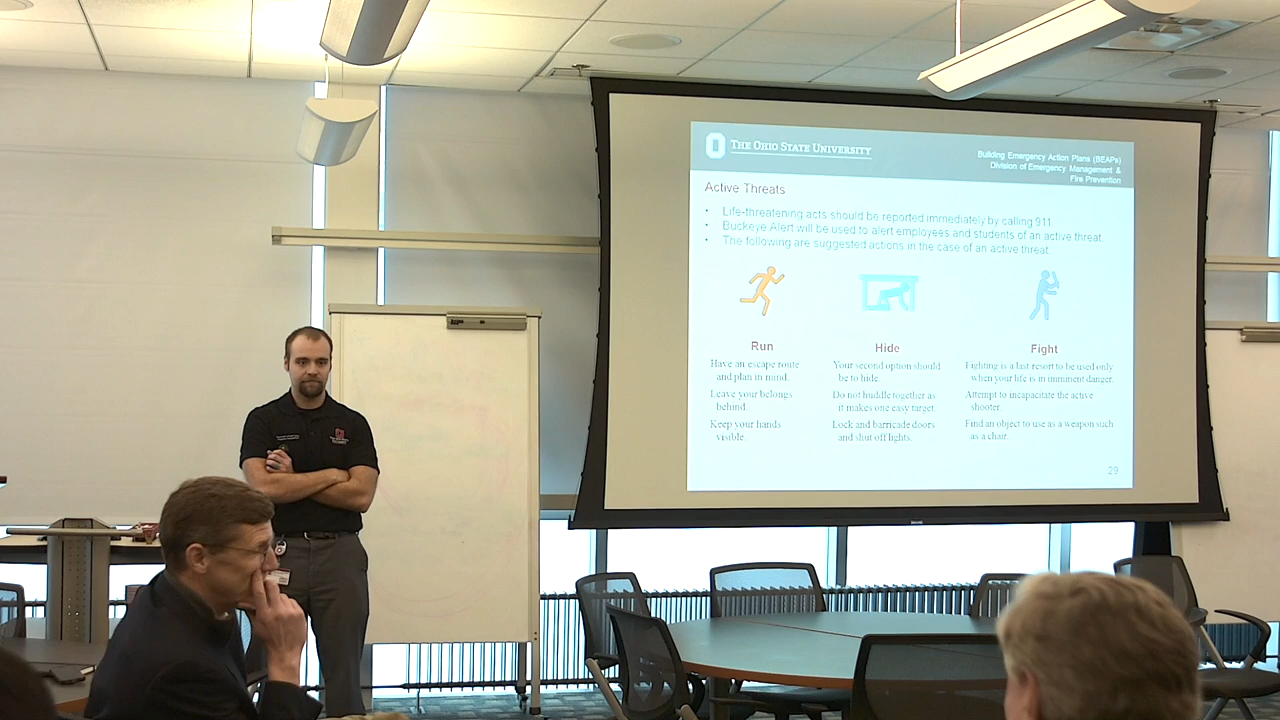 THE OHIO STATE UNIVERSITY
Building Emergency Action Plans (BEAPs)
Division of Emergency Management &
Fire Prevention
Active Threats
• Life-threatening acts should be reported immediately by calling 911.
• Buckeye Alert will be used to alert employees and students of an active threat.
• The following are suggested actions in the case of an active threat.
Run
Have an escape route
and plan in mind.
Leave your belongings
behind.
Keep your hands
visible.
Hide
Your second option should
be to hide.
Do not huddle together as
it makes one easy target.
Lock and barricade doors
and shut off lights.
Fight
Fighting is a last resort to be used only
when your life is in imminent danger.
Attempt to incapacitate the active
shooter.
Find an object to use as a weapon such
as a chair.
29